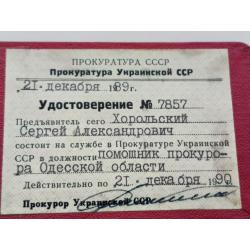 ПРОКУРАТУРА СССР
Прокуратура Украинской ССР
21. декабря 1989г.
Удостоверение № 7857
Предъявитель сего Хорольский
Сергей Александрович
состоит на службе в Прокуратуре Украинской
ССР в должности помощник прокуро-
ра Одесской области
Действительно по 21. декабря 1990
Прокурор Украинской ССР